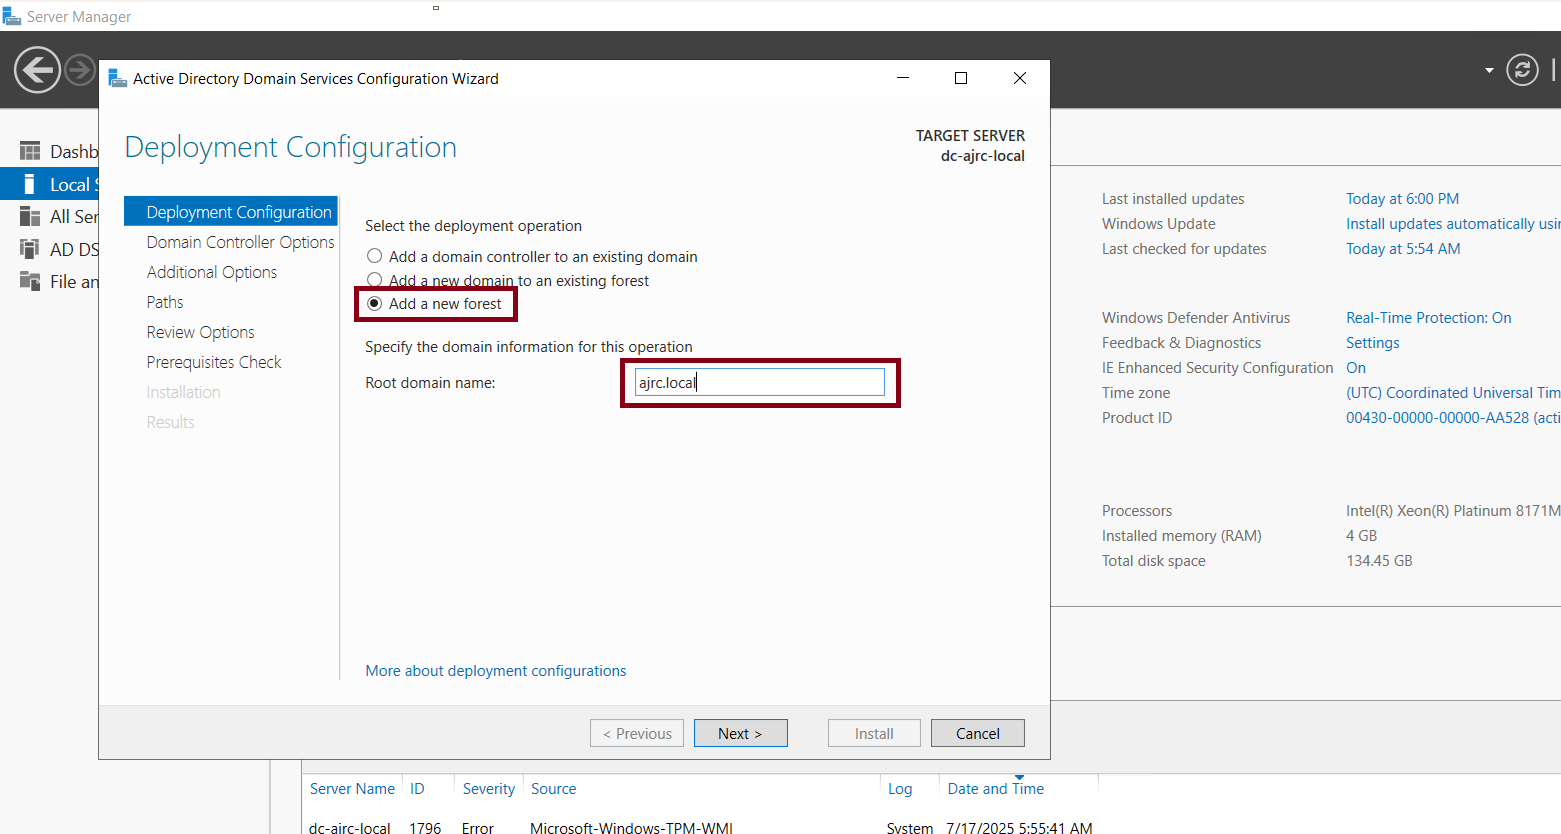 Server Manager
Active Directory Domain Services Configuration Wizard
Deployment Configuration
TARGET SERVER
dc-ajrc-local
Dashb
Local S
All Ser
AD DS
File an
Deployment Configuration
Domain Controller Options
Additional Options
Paths
Review Options
Prerequisites Check
Installation
Results
Select the deployment operation
Add a domain controller to an existing domain
Add a new domain to an existing forest
Add a new forest
Specify the domain information for this operation
Root domain name: ajrc.local
More about deployment configurations
< Previous Next > Install Cancel
Last installed updates Today at 6:00 PM
Windows Update Install updates automatically usin
Last checked for updates Today at 5:54 AM
Windows Defender Antivirus Real-Time Protection: On
Feedback & Diagnostics Settings
IE Enhanced Security Configuration On
Time zone (UTC) Coordinated Universal Tim
Product ID 00430-00000-00000-AA528 (acti
Processors Intel(R) Xeon(R) Platinum 8171M
Installed memory (RAM) 4 GB
Total disk space 134.45 GB
Server Name ID Severity Source Log Date and Time
dc-ajrc-local 1796 Error Microsoft-Windows-TPM-WMI System 7/17/2025 5:55:41 AM